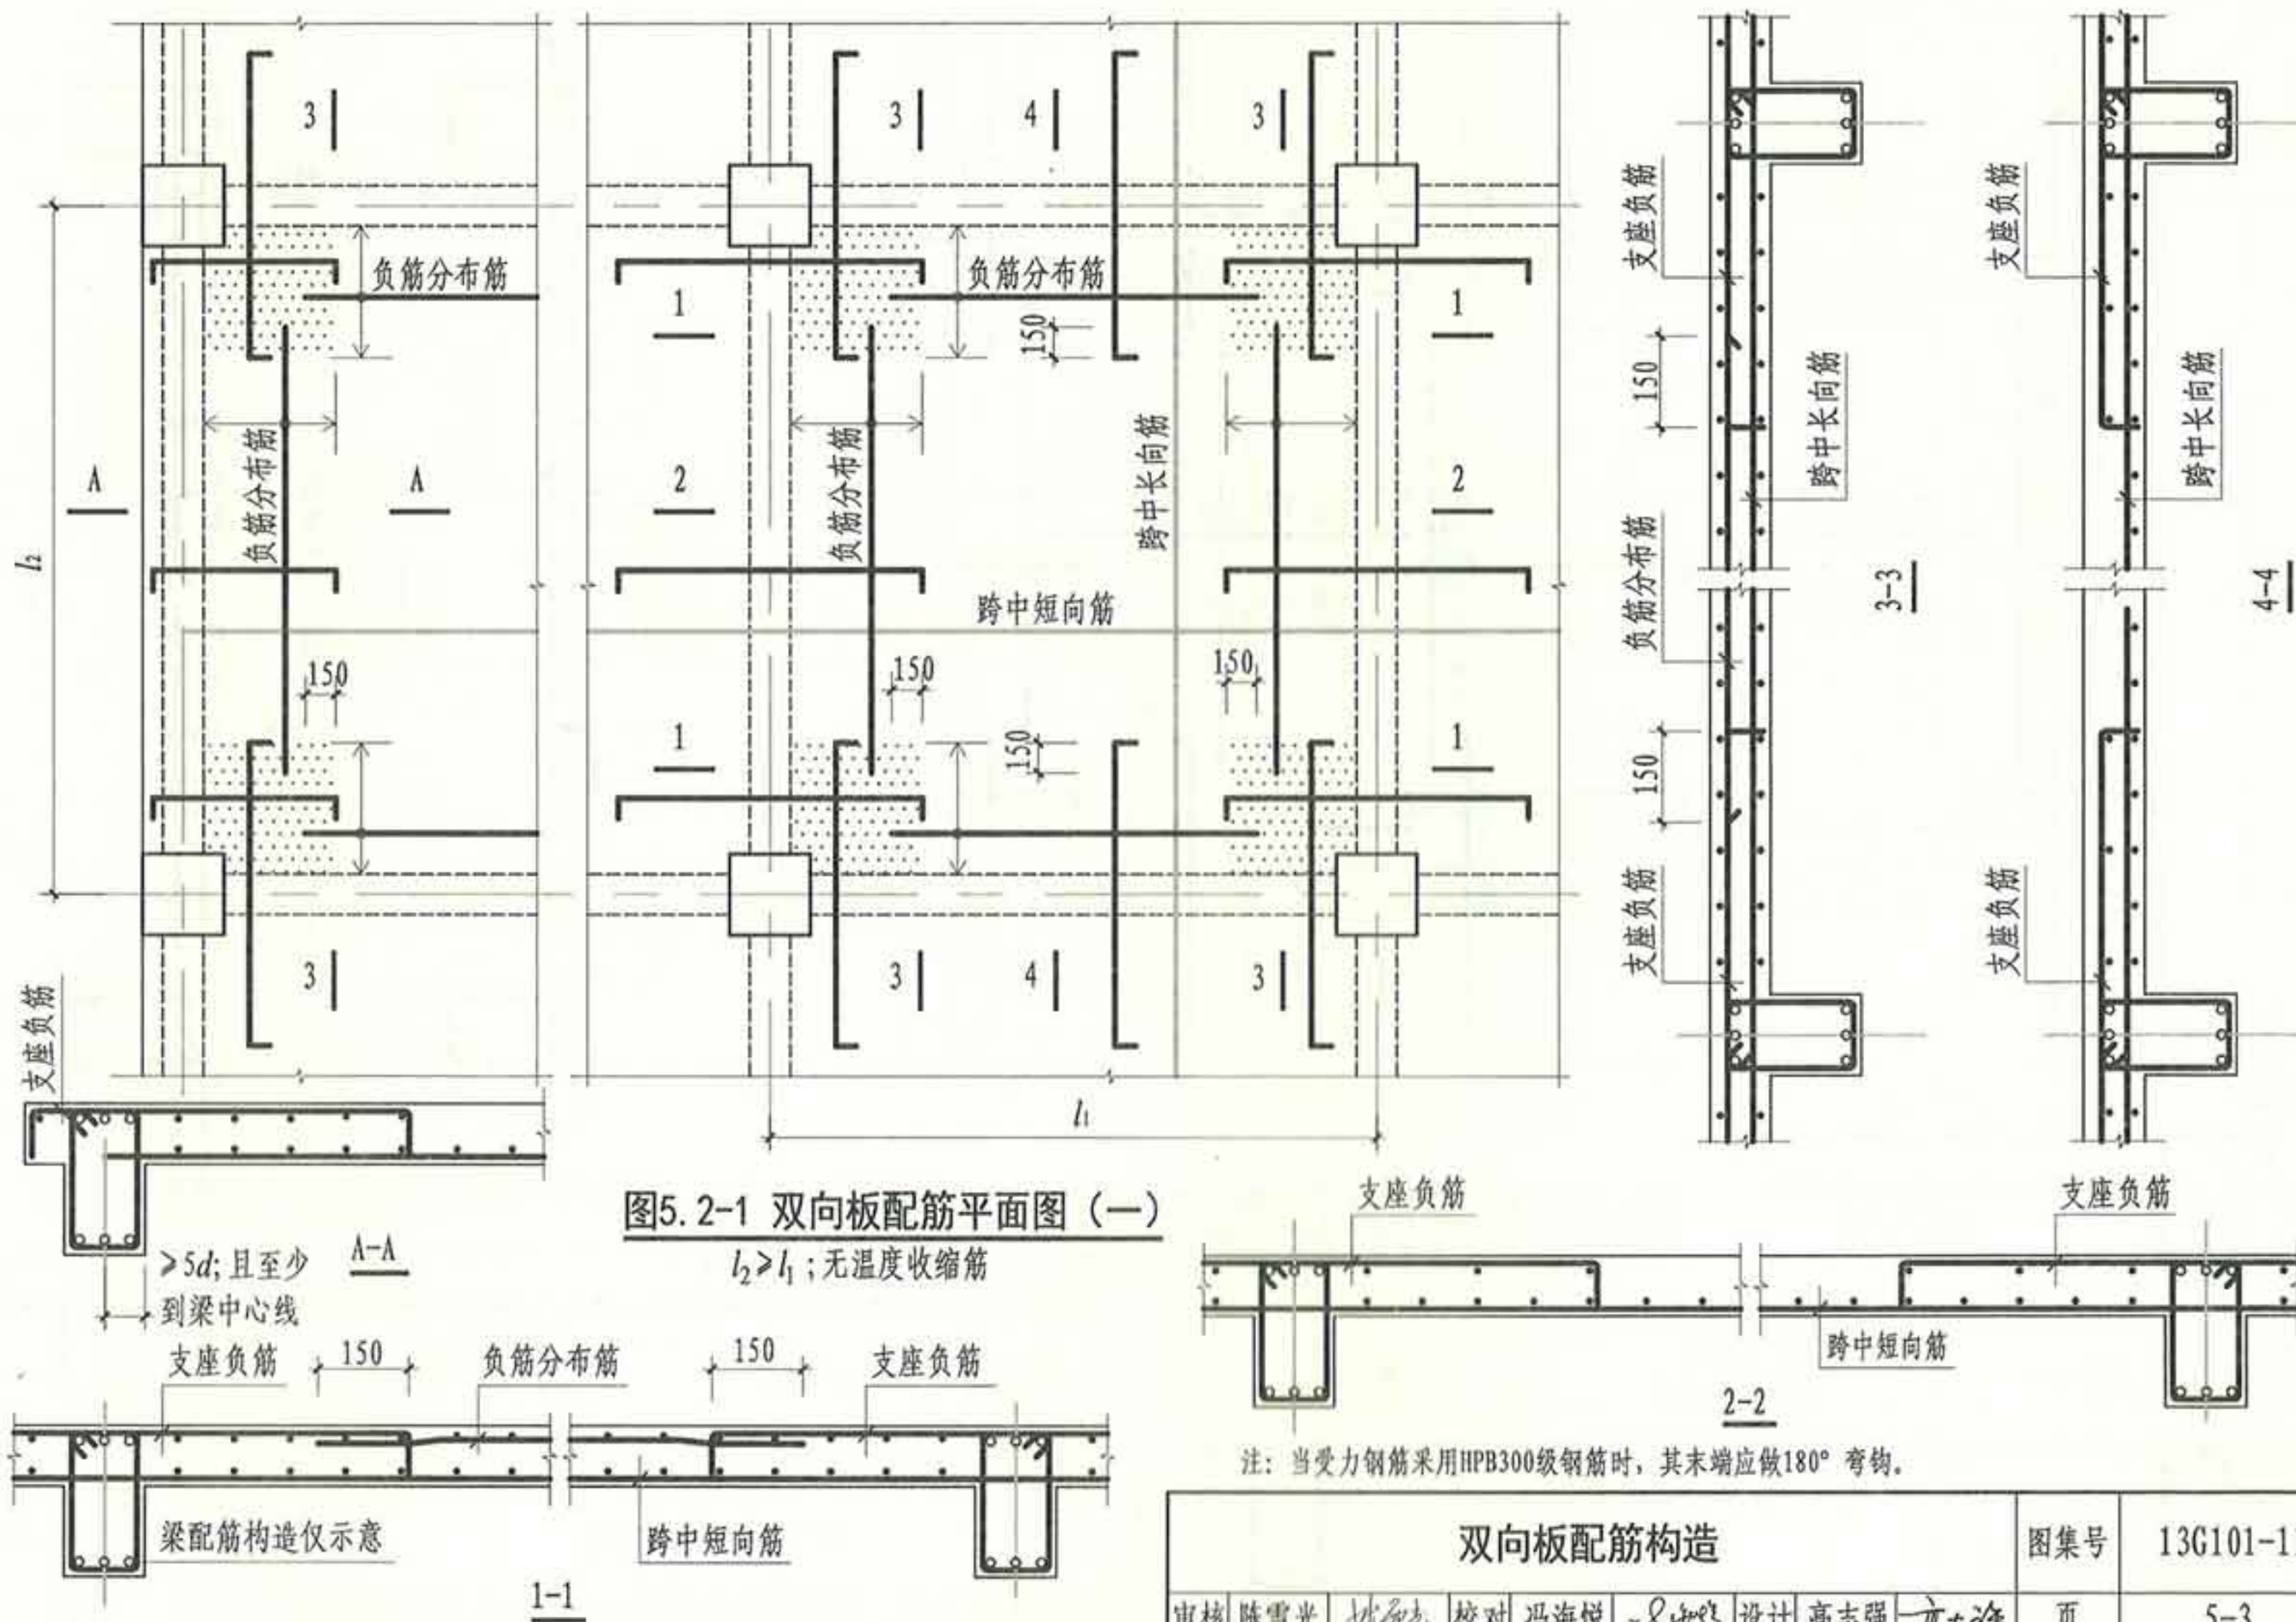 3
3
4
3
负筋分布筋
负筋分布筋
1
1
150
A
A
2
2
负筋分布筋
负筋分布筋
跨中长向筋
l₂
跨中短向筋
150
150
150
1
1
150
3
3
4
3
l₁
支座负筋
150
跨中长向筋
负筋分布筋
150
支座负筋
3-3
支座负筋
跨中长向筋
支座负筋
4-4
支座负筋
≥5d; 且至少
到梁中心线
A-A
图5.2-1 双向板配筋平面图（一）
l₂≥l₁；无温度收缩筋
支座负筋
支座负筋
跨中短向筋
2-2
支座负筋
150
负筋分布筋
150
支座负筋
梁配筋构造仅示意
跨中短向筋
1-1
注：当受力钢筋采用HPB300级钢筋时，其末端应做180°弯钩。
双向板配筋构造
图集号
13G101-11
审核 陈雪光 校对 冯海悦 设计 高志强
页
5-3